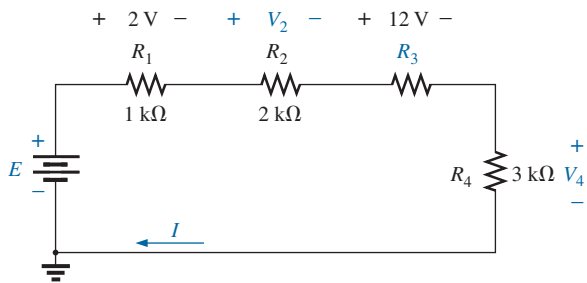 + 2 V − + V2 − + 12 V −
R1 R2 R3
1 kΩ 2 kΩ
+
E
−
R4 3 kΩ
+
V4
−
I